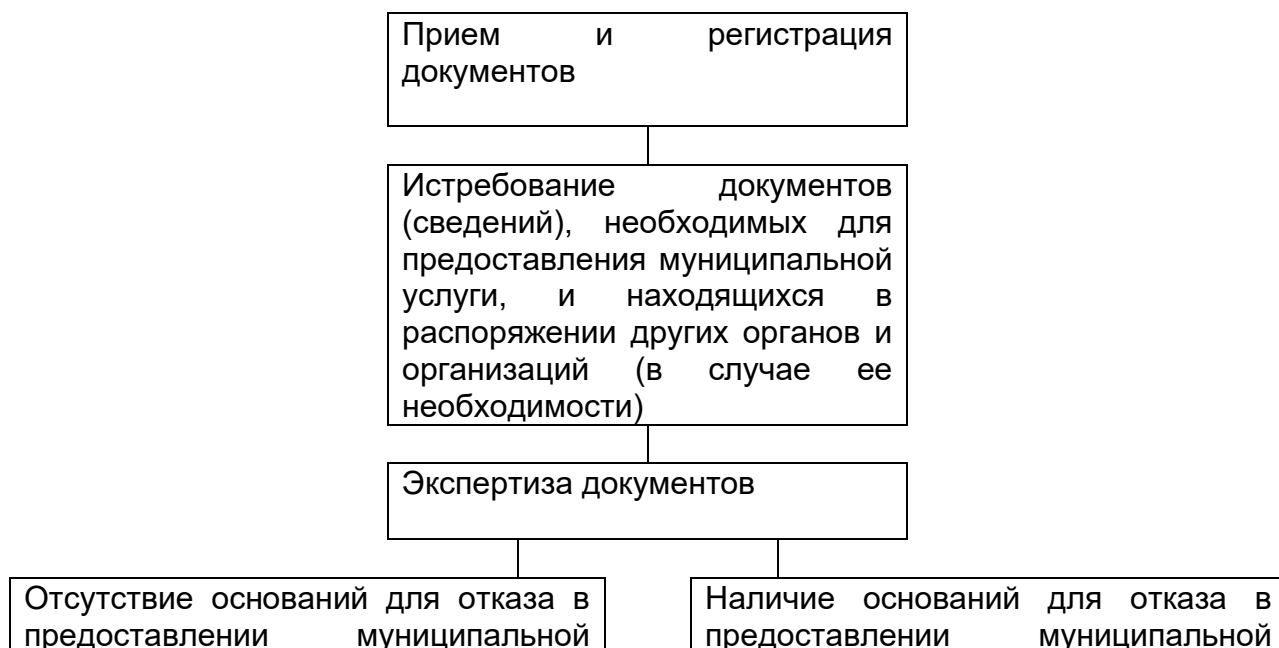 Прием и регистрация
документов
Истребование документов
(сведений), необходимых для
предоставления муниципальной
услуги, и находящихся в
распоряжении других органов и
организаций (в случае ее
необходимости)
Экспертиза документов
Отсутствие оснований для отказа в
предоставлении муниципальной
Наличие оснований для отказа в
предоставлении муниципальной